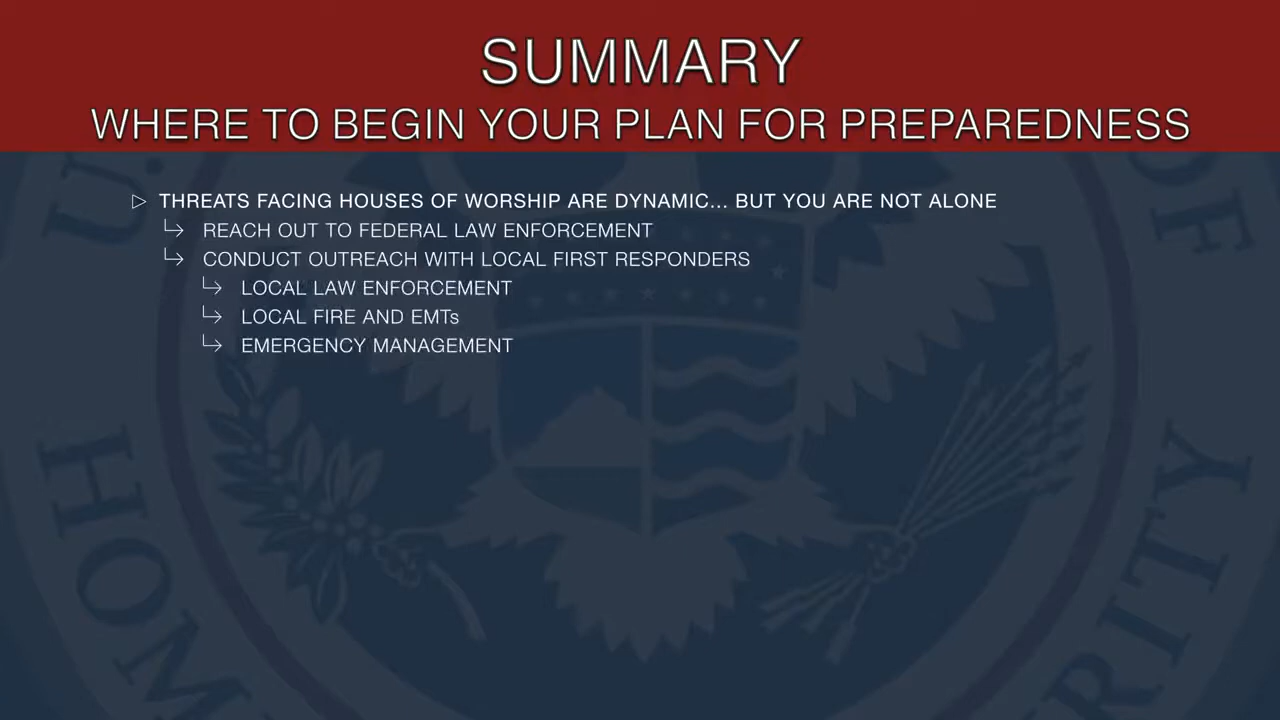 SUMMARY
WHERE TO BEGIN YOUR PLAN FOR PREPAREDNESS
THREATS FACING HOUSES OF WORSHIP ARE DYNAMIC... BUT YOU ARE NOT ALONE
REACH OUT TO FEDERAL LAW ENFORCEMENT
CONDUCT OUTREACH WITH LOCAL FIRST RESPONDERS
LOCAL LAW ENFORCEMENT
LOCAL FIRE AND EMTs
EMERGENCY MANAGEMENT